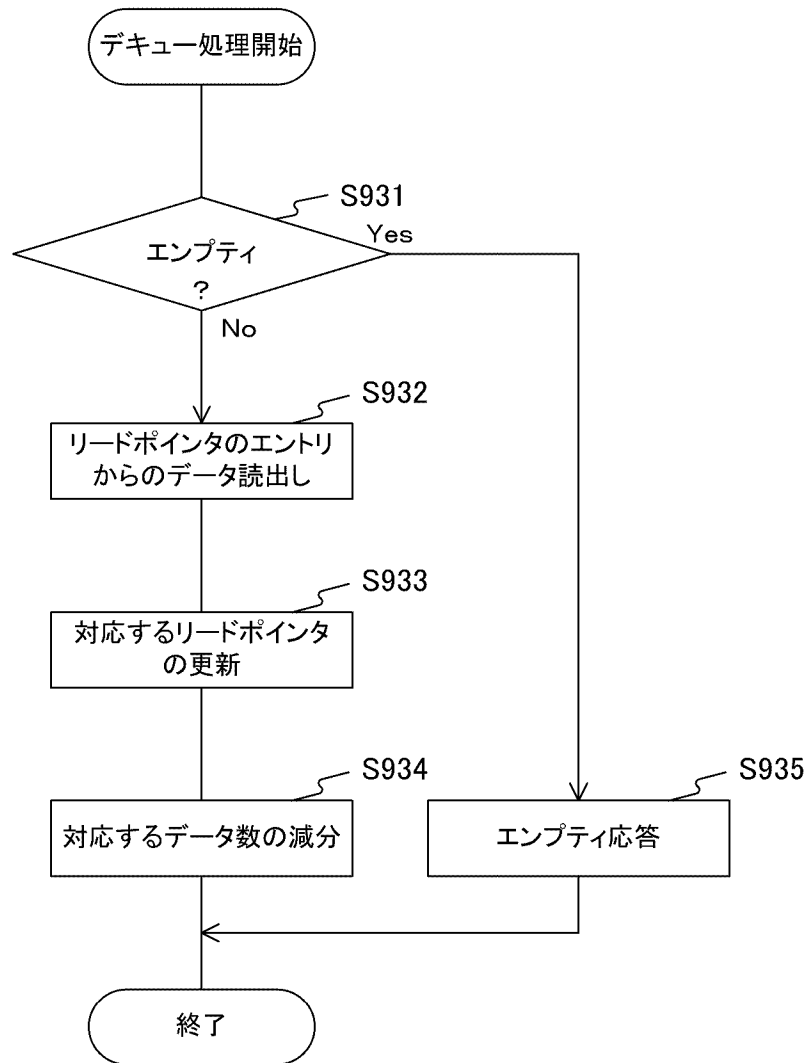 デキュー処理開始
S931
エンプティ
?
Yes
No
S932
リードポインタのエントリ
からのデータ読出し
S933
対応するリードポインタ
の更新
S934
対応するデータ数の減分
S935
エンプティ応答
終了